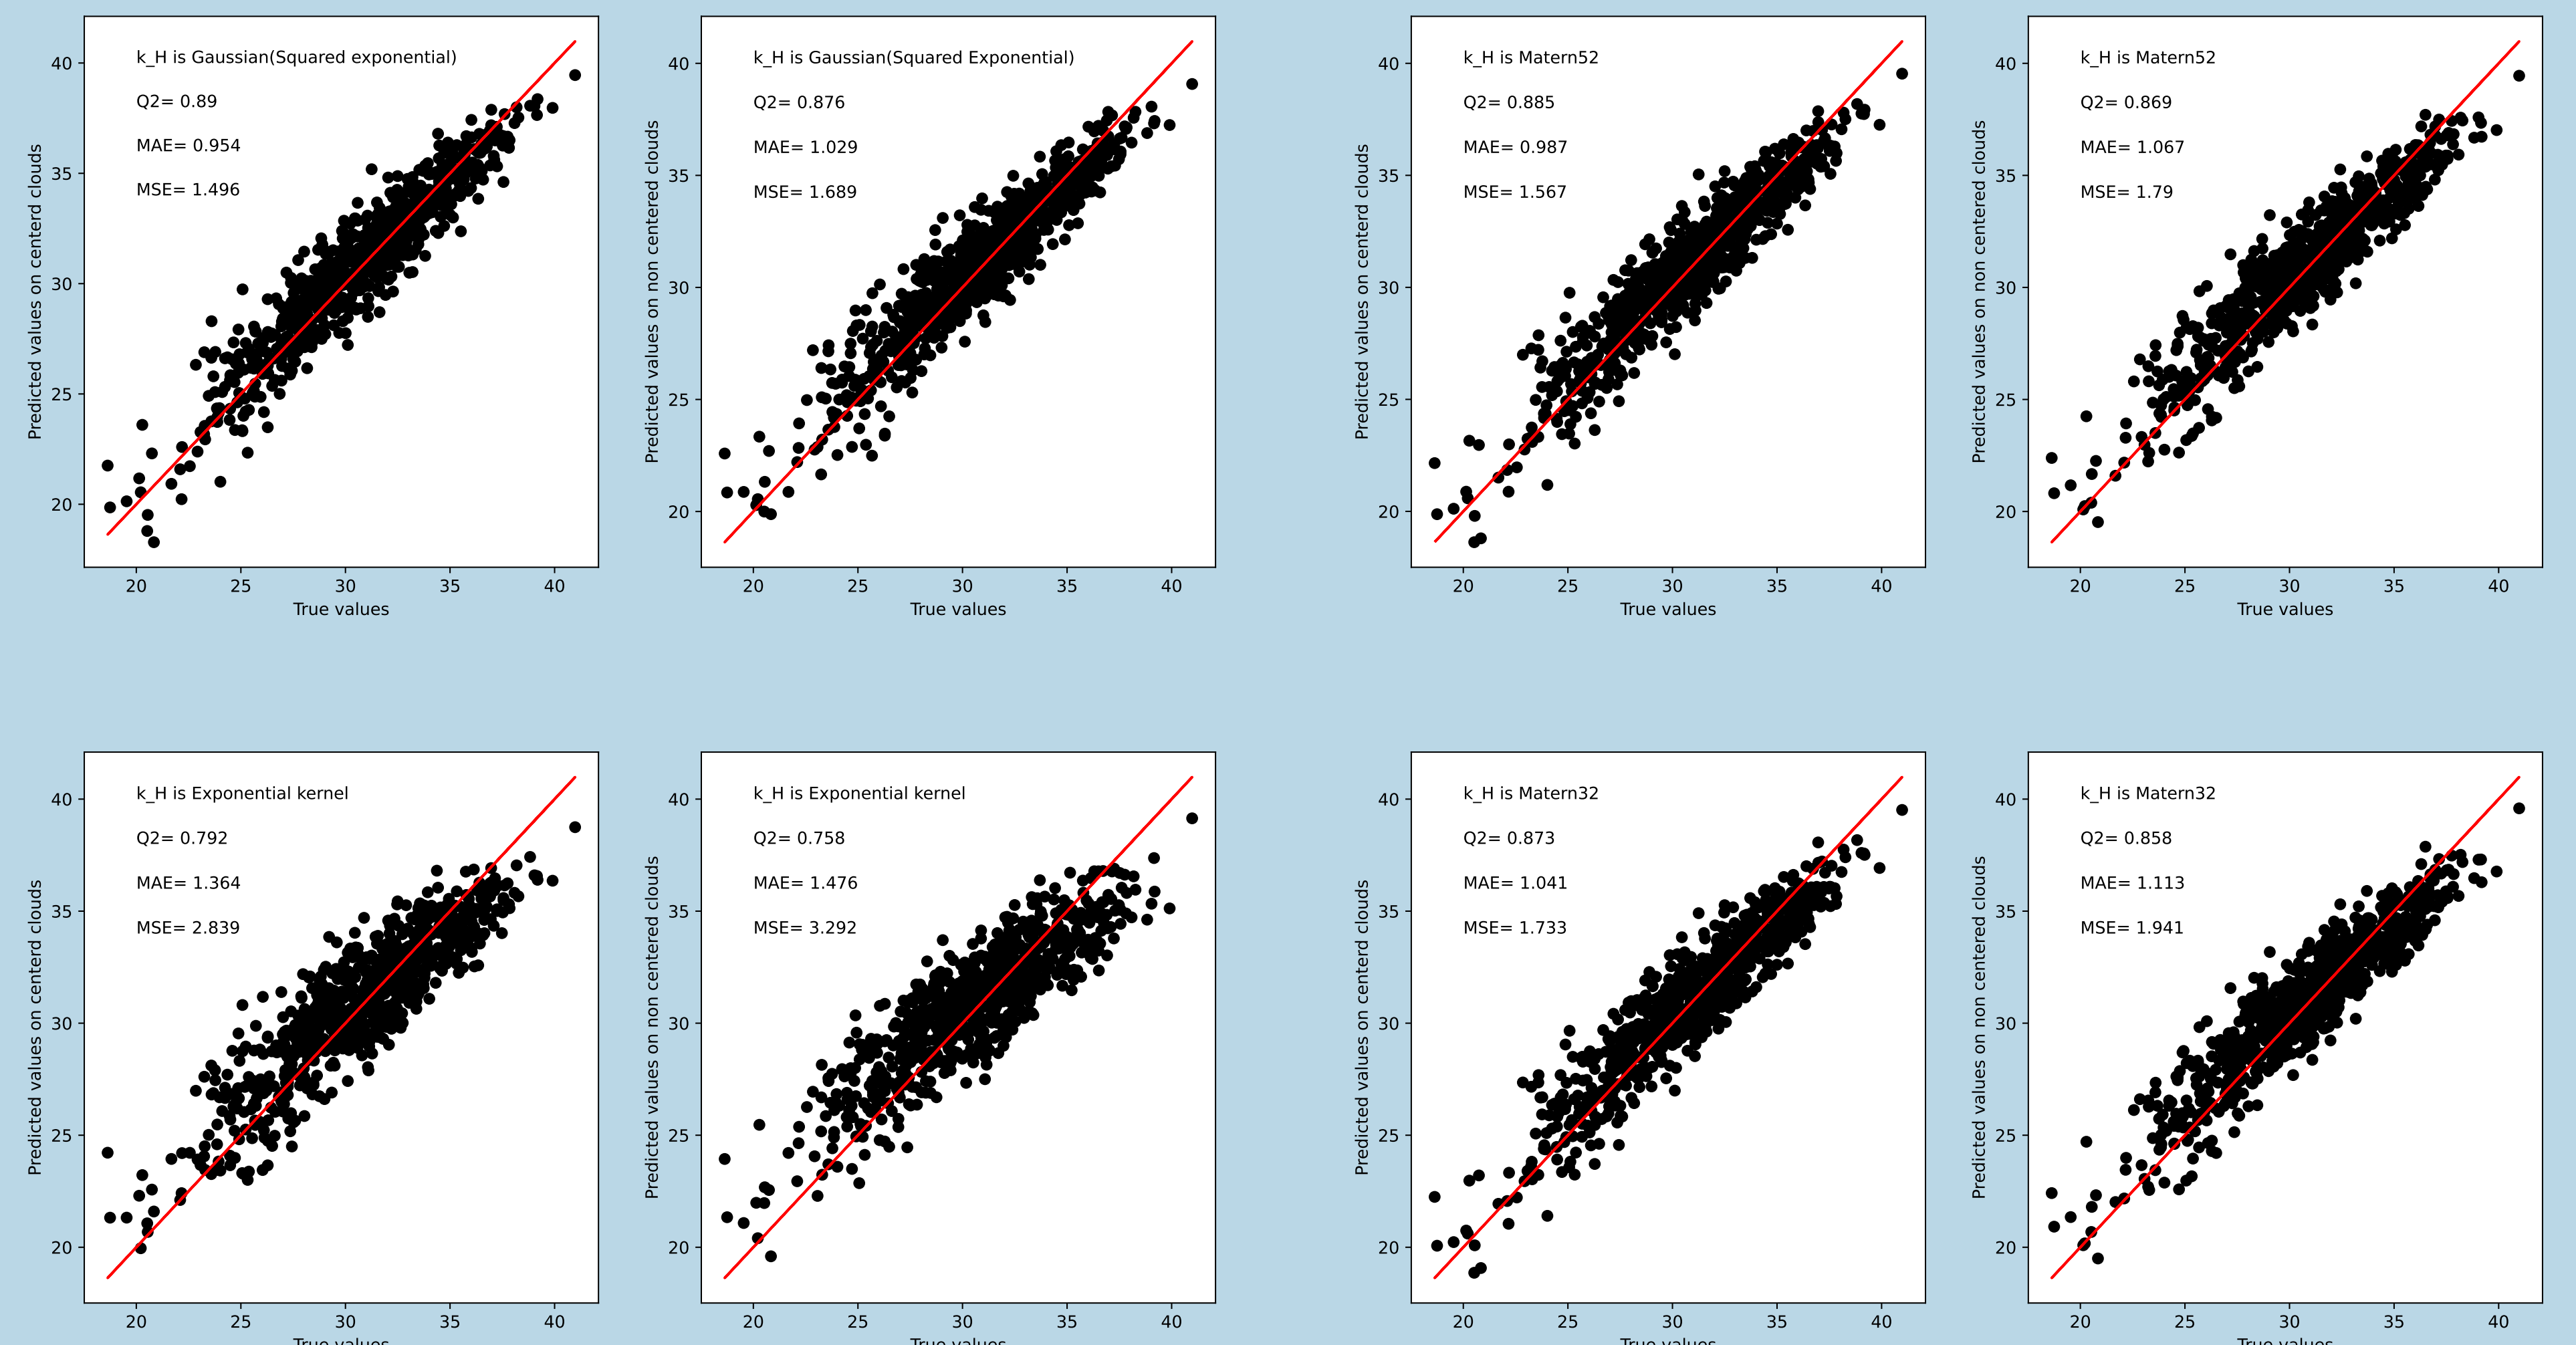 k_H is Gaussian(Squared exponential)
Q2= 0.89
MAE= 0.954
MSE= 1.496
Predicted values on centerd clouds
40
35
30
25
20
20 25 30 35 40
True values
k_H is Gaussian(Squared Exponential)
Q2= 0.876
MAE= 1.029
MSE= 1.689
Predicted values on non centered clouds
40
35
30
25
20
20 25 30 35 40
True values
k_H is Matern52
Q2= 0.885
MAE= 0.987
MSE= 1.567
Predicted values on centerd clouds
40
35
30
25
20
20 25 30 35 40
True values
k_H is Matern52
Q2= 0.869
MAE= 1.067
MSE= 1.79
Predicted values on non centered clouds
40
35
30
25
20
20 25 30 35 40
True values
k_H is Exponential kernel
Q2= 0.792
MAE= 1.364
MSE= 2.839
Predicted values on centerd clouds
40
35
30
25
20
20 25 30 35 40
True values
k_H is Exponential kernel
Q2= 0.758
MAE= 1.476
MSE= 3.292
Predicted values on non centered clouds
40
35
30
25
20
20 25 30 35 40
True values
k_H is Matern32
Q2= 0.873
MAE= 1.041
MSE= 1.733
Predicted values on centerd clouds
40
35
30
25
20
20 25 30 35 40
True values
k_H is Matern32
Q2= 0.858
MAE= 1.113
MSE= 1.941
Predicted values on non centered clouds
40
35
30
25
20
20 25 30 35 40
True values